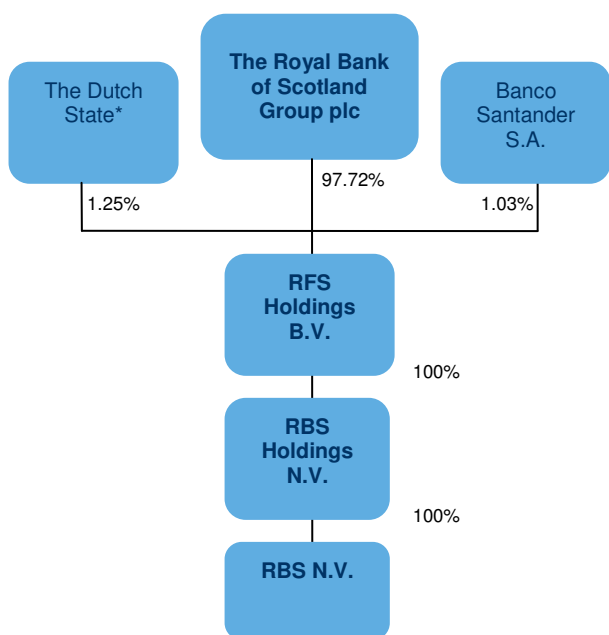 The Dutch
State*
The Royal Bank
of Scotland
Group plc
Banco
Santander
S.A.
1.25%
97.72%
1.03%
RFS
Holdings
B.V.
100%
RBS
Holdings
N.V.
100%
RBS N.V.